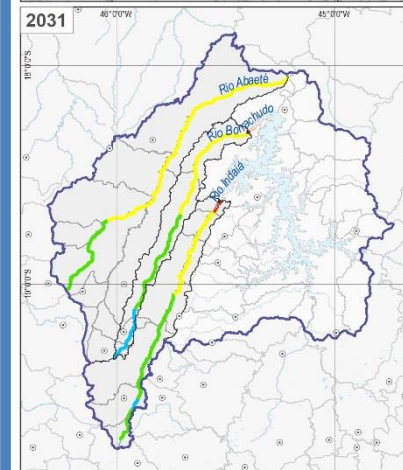 2031
46°0'0"W
45°0'0"W
18°0'0"S
Rio Abaeté
Rio Borrachudo
Rio Indaiá
19°0'0"S